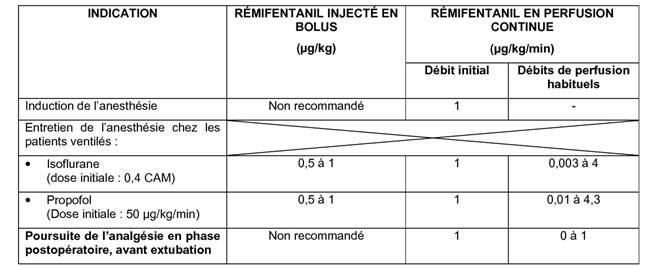 INDICATION
RÉMIFENTANIL INJECTÉ EN
BOLUS
(µg/kg)
RÉMIFENTANIL EN PERFUSION
CONTINUE
(µg/kg/min)
Débit initial
Débits de perfusion
habituels
Induction de l’anesthésie
Non recommandé
1
-
Entretien de l’anesthésie chez les
patients ventilés :
• Isoflurane
(dose initiale : 0,4 CAM)
0,5 à 1
1
0,003 à 4
• Propofol
(Dose initiale : 50 µg/kg/min)
0,5 à 1
1
0,01 à 4,3
Poursuite de l’analgésie en phase
postopératoire, avant extubation
Non recommandé
1
0 à 1